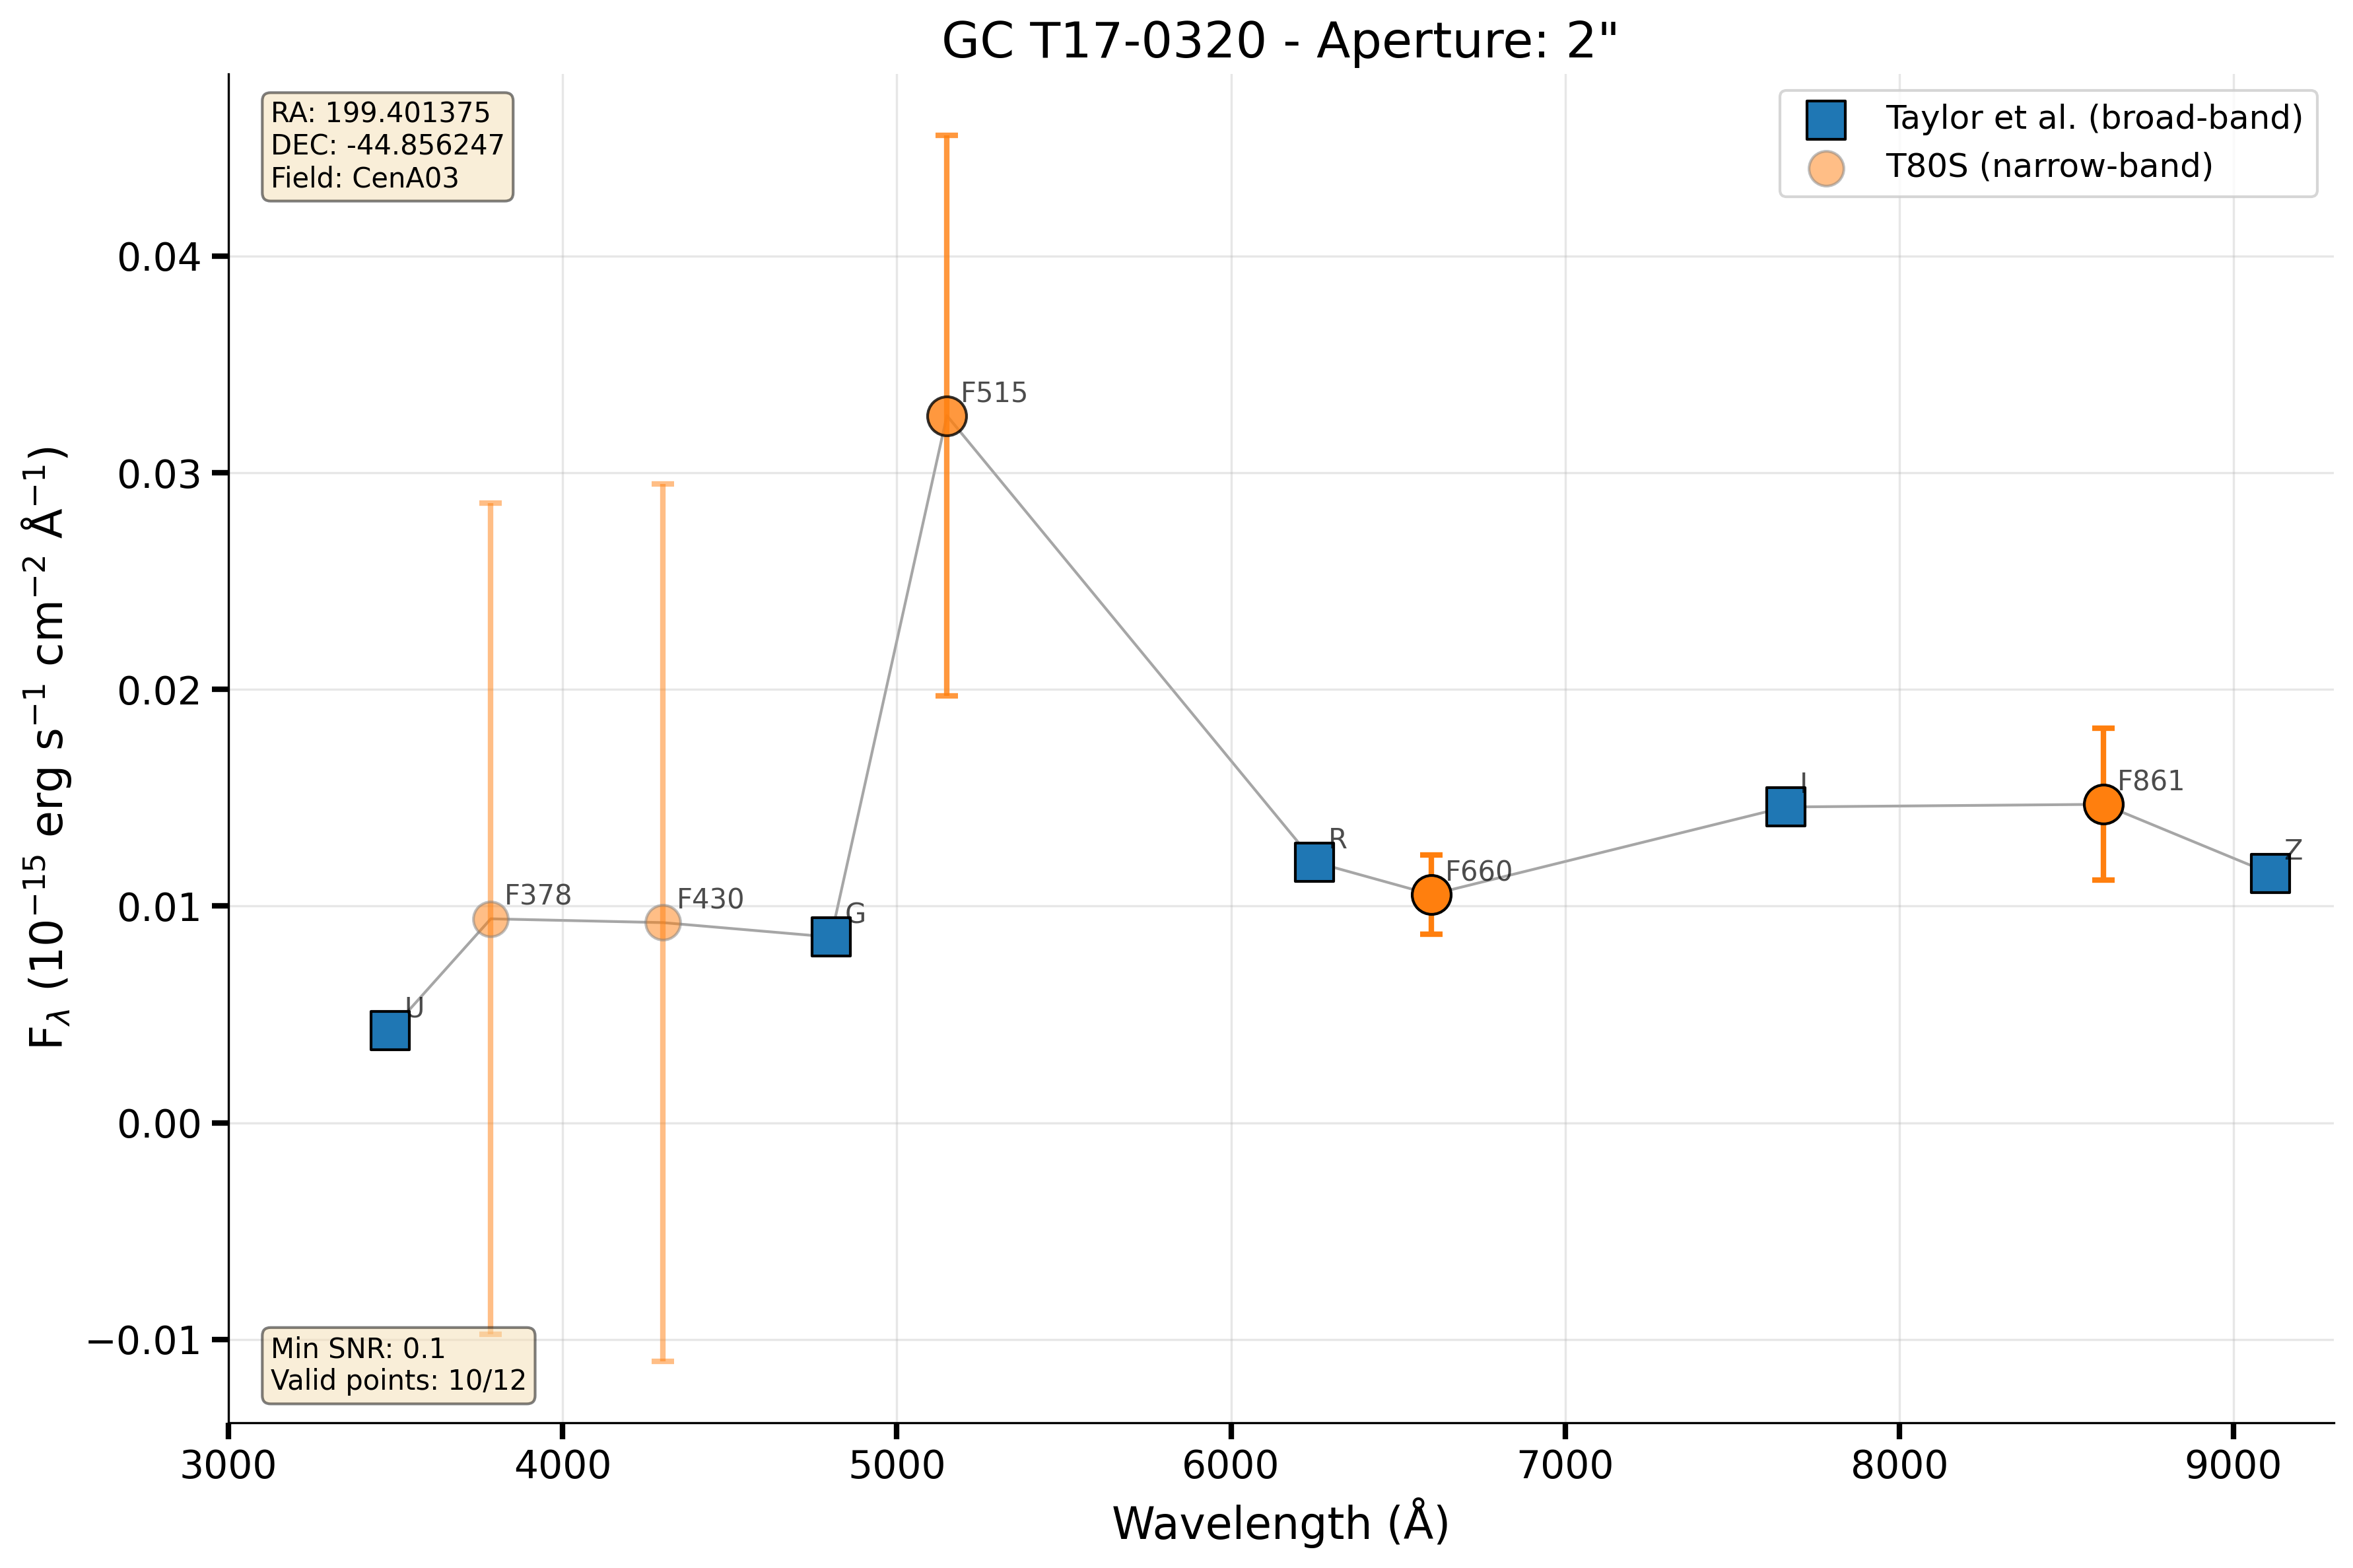 GC T17-0320 - Aperture: 2"
RA: 199.401375
DEC: -44.856247
Field: CenA03
Taylor et al. (broad-band)
T80S (narrow-band)
F_λ (10^−15 erg s^−1 cm^−2 Å^−1)
0.04
0.03
0.02
0.01
0.00
−0.01
U
F378
F430
G
F515
R
F660
I
F861
Z
Min SNR: 0.1
Valid points: 10/12
3000 4000 5000 6000 7000 8000 9000
Wavelength (Å)